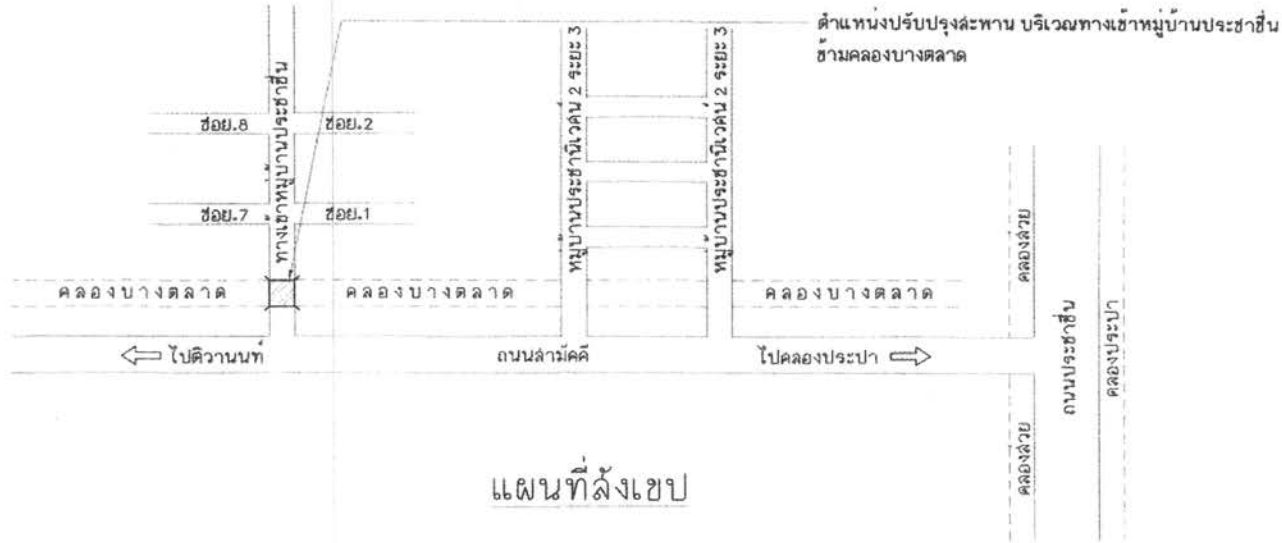 ตำแหน่งปรับปรุงสะพาน บริเวณทางเข้าหมู่บ้านประชาชื่น
ข้ามคลองบางตลาด
ทางเข้าหมู่บ้านประชาชื่น
หมู่บ้านประชานิเวศน์ 2 ระยะ 3
หมู่บ้านประชานิเวศน์ 2 ระยะ 3
ซอย.8
ซอย.2
ซอย.7
ซอย.1
คลองส่วย
คลองบางตลาด
คลองบางตลาด
คลองบางตลาด
ถนนประชาชื่น
คลองประปา
ไปติวานนท์
ถนนสามัคคี
ไปคลองประปา
คลองส่วย
แผนที่สังเขป